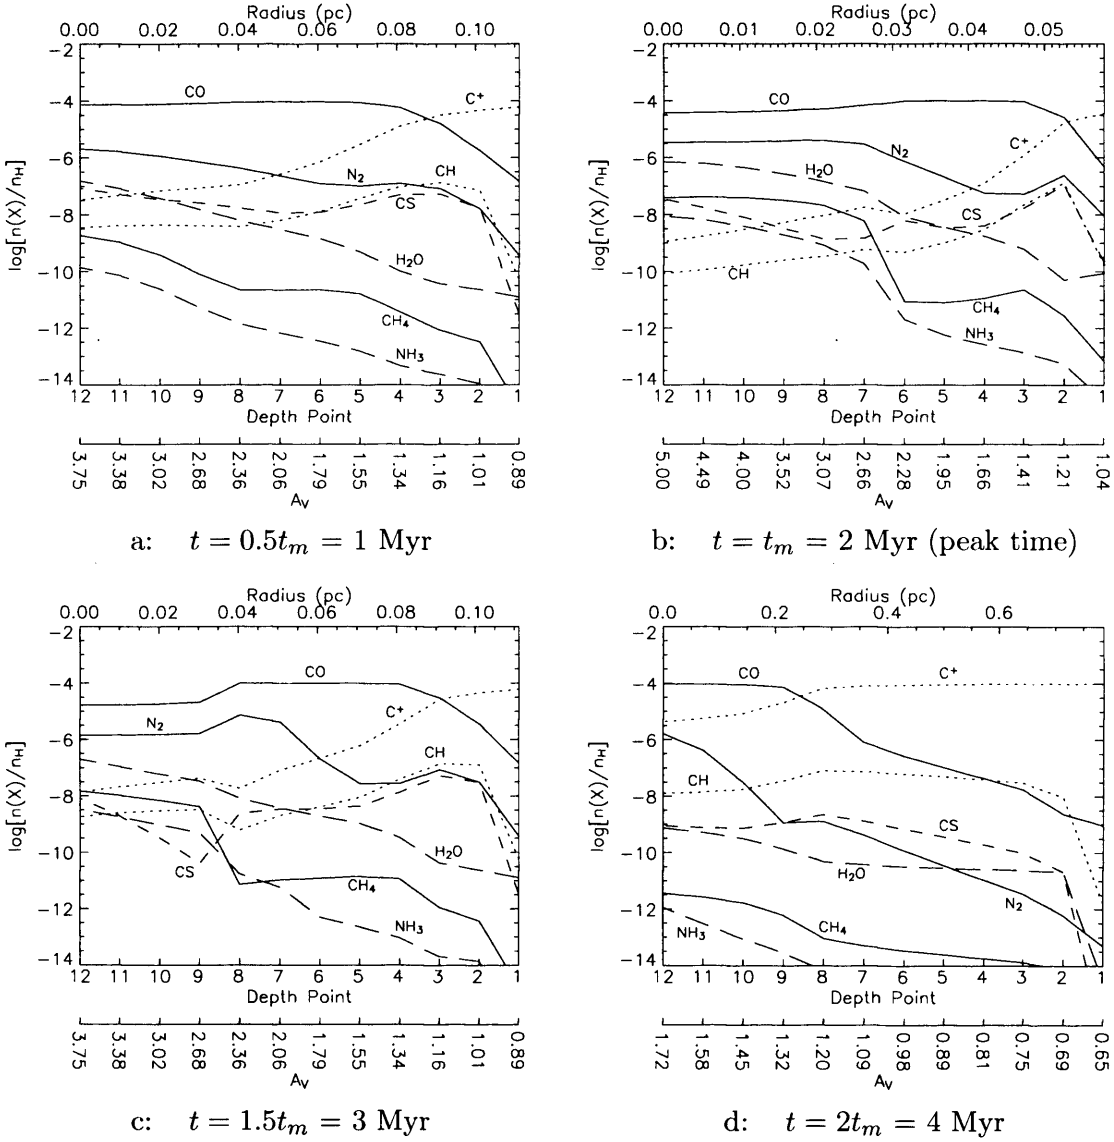 Radius (pc)
0.00 0.02 0.04 0.06 0.08 0.10
-2
-4
-6
-8
-10
-12
-14
log[n(X)/n_H]
CO
C+
N2
CH
CS
H2O
CH4
NH3
12 11 10 9 8 7 6 5 4 3 2 1
Depth Point
3.75 3.38 3.02 2.68 2.36 2.06 1.79 1.55 1.34 1.16 1.01 0.89
Av
a: t = 0.5tm = 1 Myr
Radius (pc)
0.00 0.01 0.02 0.03 0.04 0.05
-2
-4
-6
-8
-10
-12
-14
log[n(X)/n_H]
CO
C+
N2
H2O
CS
CH
CH4
NH3
12 11 10 9 8 7 6 5 4 3 2 1
Depth Point
5.00 4.49 4.00 3.52 3.07 2.66 2.28 1.95 1.66 1.41 1.21 1.04
Av
b: t = tm = 2 Myr (peak time)
Radius (pc)
0.00 0.02 0.04 0.06 0.08 0.10
-2
-4
-6
-8
-10
-12
-14
log[n(X)/n_H]
CO
N2
C+
CH
CS
H2O
CH4
NH3
12 11 10 9 8 7 6 5 4 3 2 1
Depth Point
3.75 3.38 3.02 2.68 2.36 2.06 1.79 1.55 1.34 1.16 1.01 0.89
Av
c: t = 1.5tm = 3 Myr
Radius (pc)
0.0 0.2 0.4 0.6
-2
-4
-6
-8
-10
-12
-14
log[n(X)/n_H]
CO
C+
CH
CS
H2O
N2
CH4
NH3
12 11 10 9 8 7 6 5 4 3 2 1
Depth Point
1.72 1.58 1.45 1.32 1.20 1.09 0.98 0.89 0.81 0.75 0.69 0.65
Av
d: t = 2tm = 4 Myr